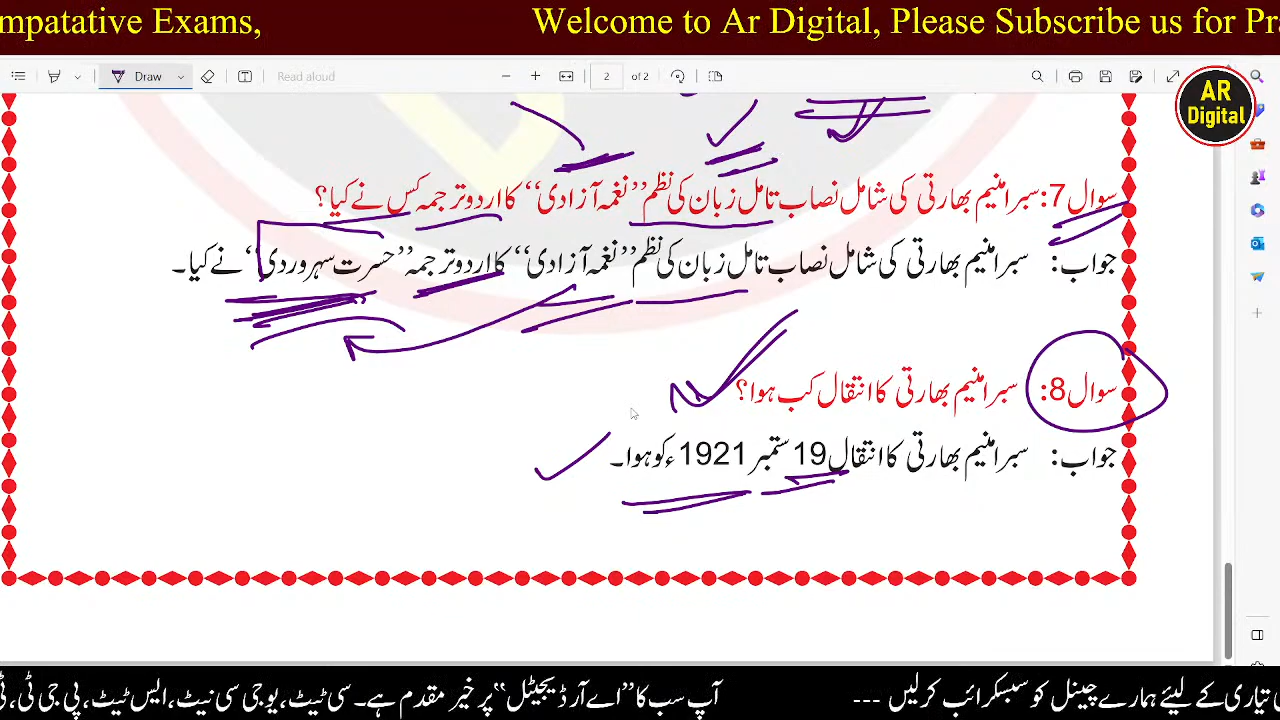 mpatative Exams,
Welcome to Ar Digital, Please Subscribe us for Pr
Draw
Read aloud
2
of 2
AR
Digital
سوال 7: سبرامنیم بھارتی کی شامل نصاب تامل زبان کی نظم "نغمہ آزادی" کا اردو ترجمہ کس نے کیا؟
جواب: سبرامنیم بھارتی کی شامل نصاب تامل زبان کی نظم "نغمہ آزادی" کا اردو ترجمہ "حسرت سہروردی" نے کیا۔
سوال 8: سبرامنیم بھارتی کا انتقال کب ہوا؟
جواب: سبرامنیم بھارتی کا انتقال 19 ستمبر 1921ء کو ہوا۔
تیاری کے لیئے ہمارے چینل کو سبسکرائب کرلیں ---
آپ سب کا "اے آر ڈیجیٹل" پر خیر مقدم ہے۔ سی ٹیٹ، یو جی سی نیٹ، ایس ٹیٹ، پی جی ٹی،